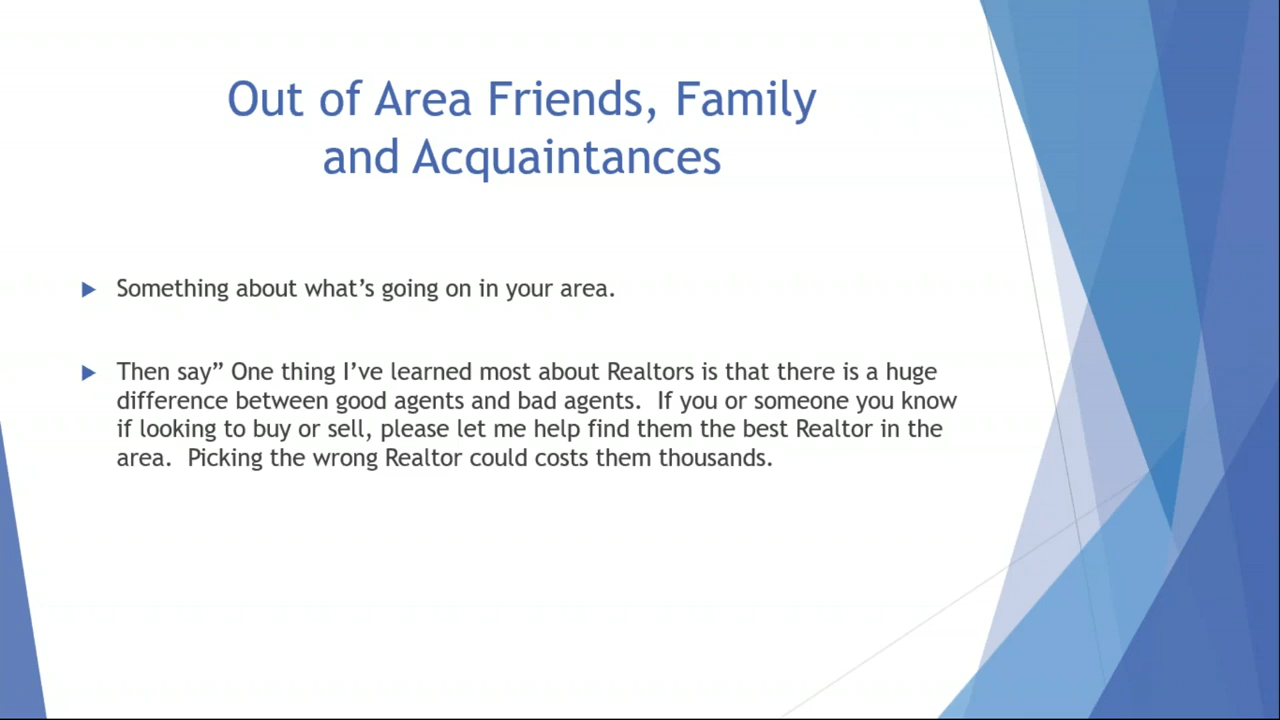 Out of Area Friends, Family
and Acquaintances
Something about what’s going on in your area.
Then say” One thing I’ve learned most about Realtors is that there is a huge
difference between good agents and bad agents.  If you or someone you know
if looking to buy or sell, please let me help find them the best Realtor in the
area.  Picking the wrong Realtor could costs them thousands.